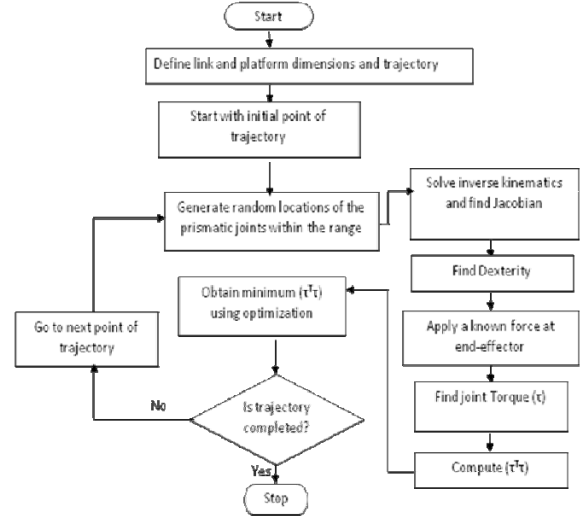 Start
Define link and platform dimensions and trajectory
Start with initial point of
trajectory
Generate random locations of the
prismatic joints within the range
Solve inverse kinematics
and find Jacobian
Find Dexterity
Apply a known force at
end-effector
Find joint Torque (τ)
Compute (τᵀτ)
Obtain minimum (τᵀτ)
using optimization
Is trajectory
completed?
No
Go to next point of
trajectory
Yes
Stop